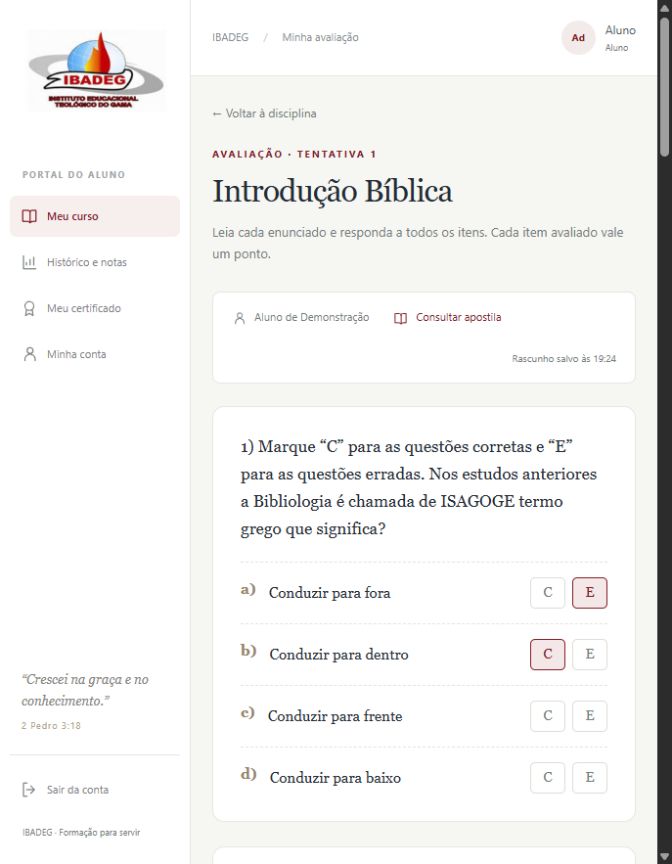 IBADEG
INSTITUTO EDUCACIONAL
TEOLÓGICO DO GAMA
PORTAL DO ALUNO
Meu curso
Histórico e notas
Meu certificado
Minha conta
“Crescei na graça e no
conhecimento.”
2 Pedro 3:18
Sair da conta
IBADEG · Formação para servir
IBADEG / Minha avaliação
Ad
Aluno
Aluno
← Voltar à disciplina
AVALIAÇÃO · TENTATIVA 1
Introdução Bíblica
Leia cada enunciado e responda a todos os itens. Cada item avaliado vale
um ponto.
Aluno de Demonstração Consultar apostila
Rascunho salvo às 19:24
1) Marque “C” para as questões corretas e “E”
para as questões erradas. Nos estudos anteriores
a Bibliologia é chamada de ISAGOGE termo
grego que significa?
a) Conduzir para fora C E
b) Conduzir para dentro C E
c) Conduzir para frente C E
d) Conduzir para baixo C E